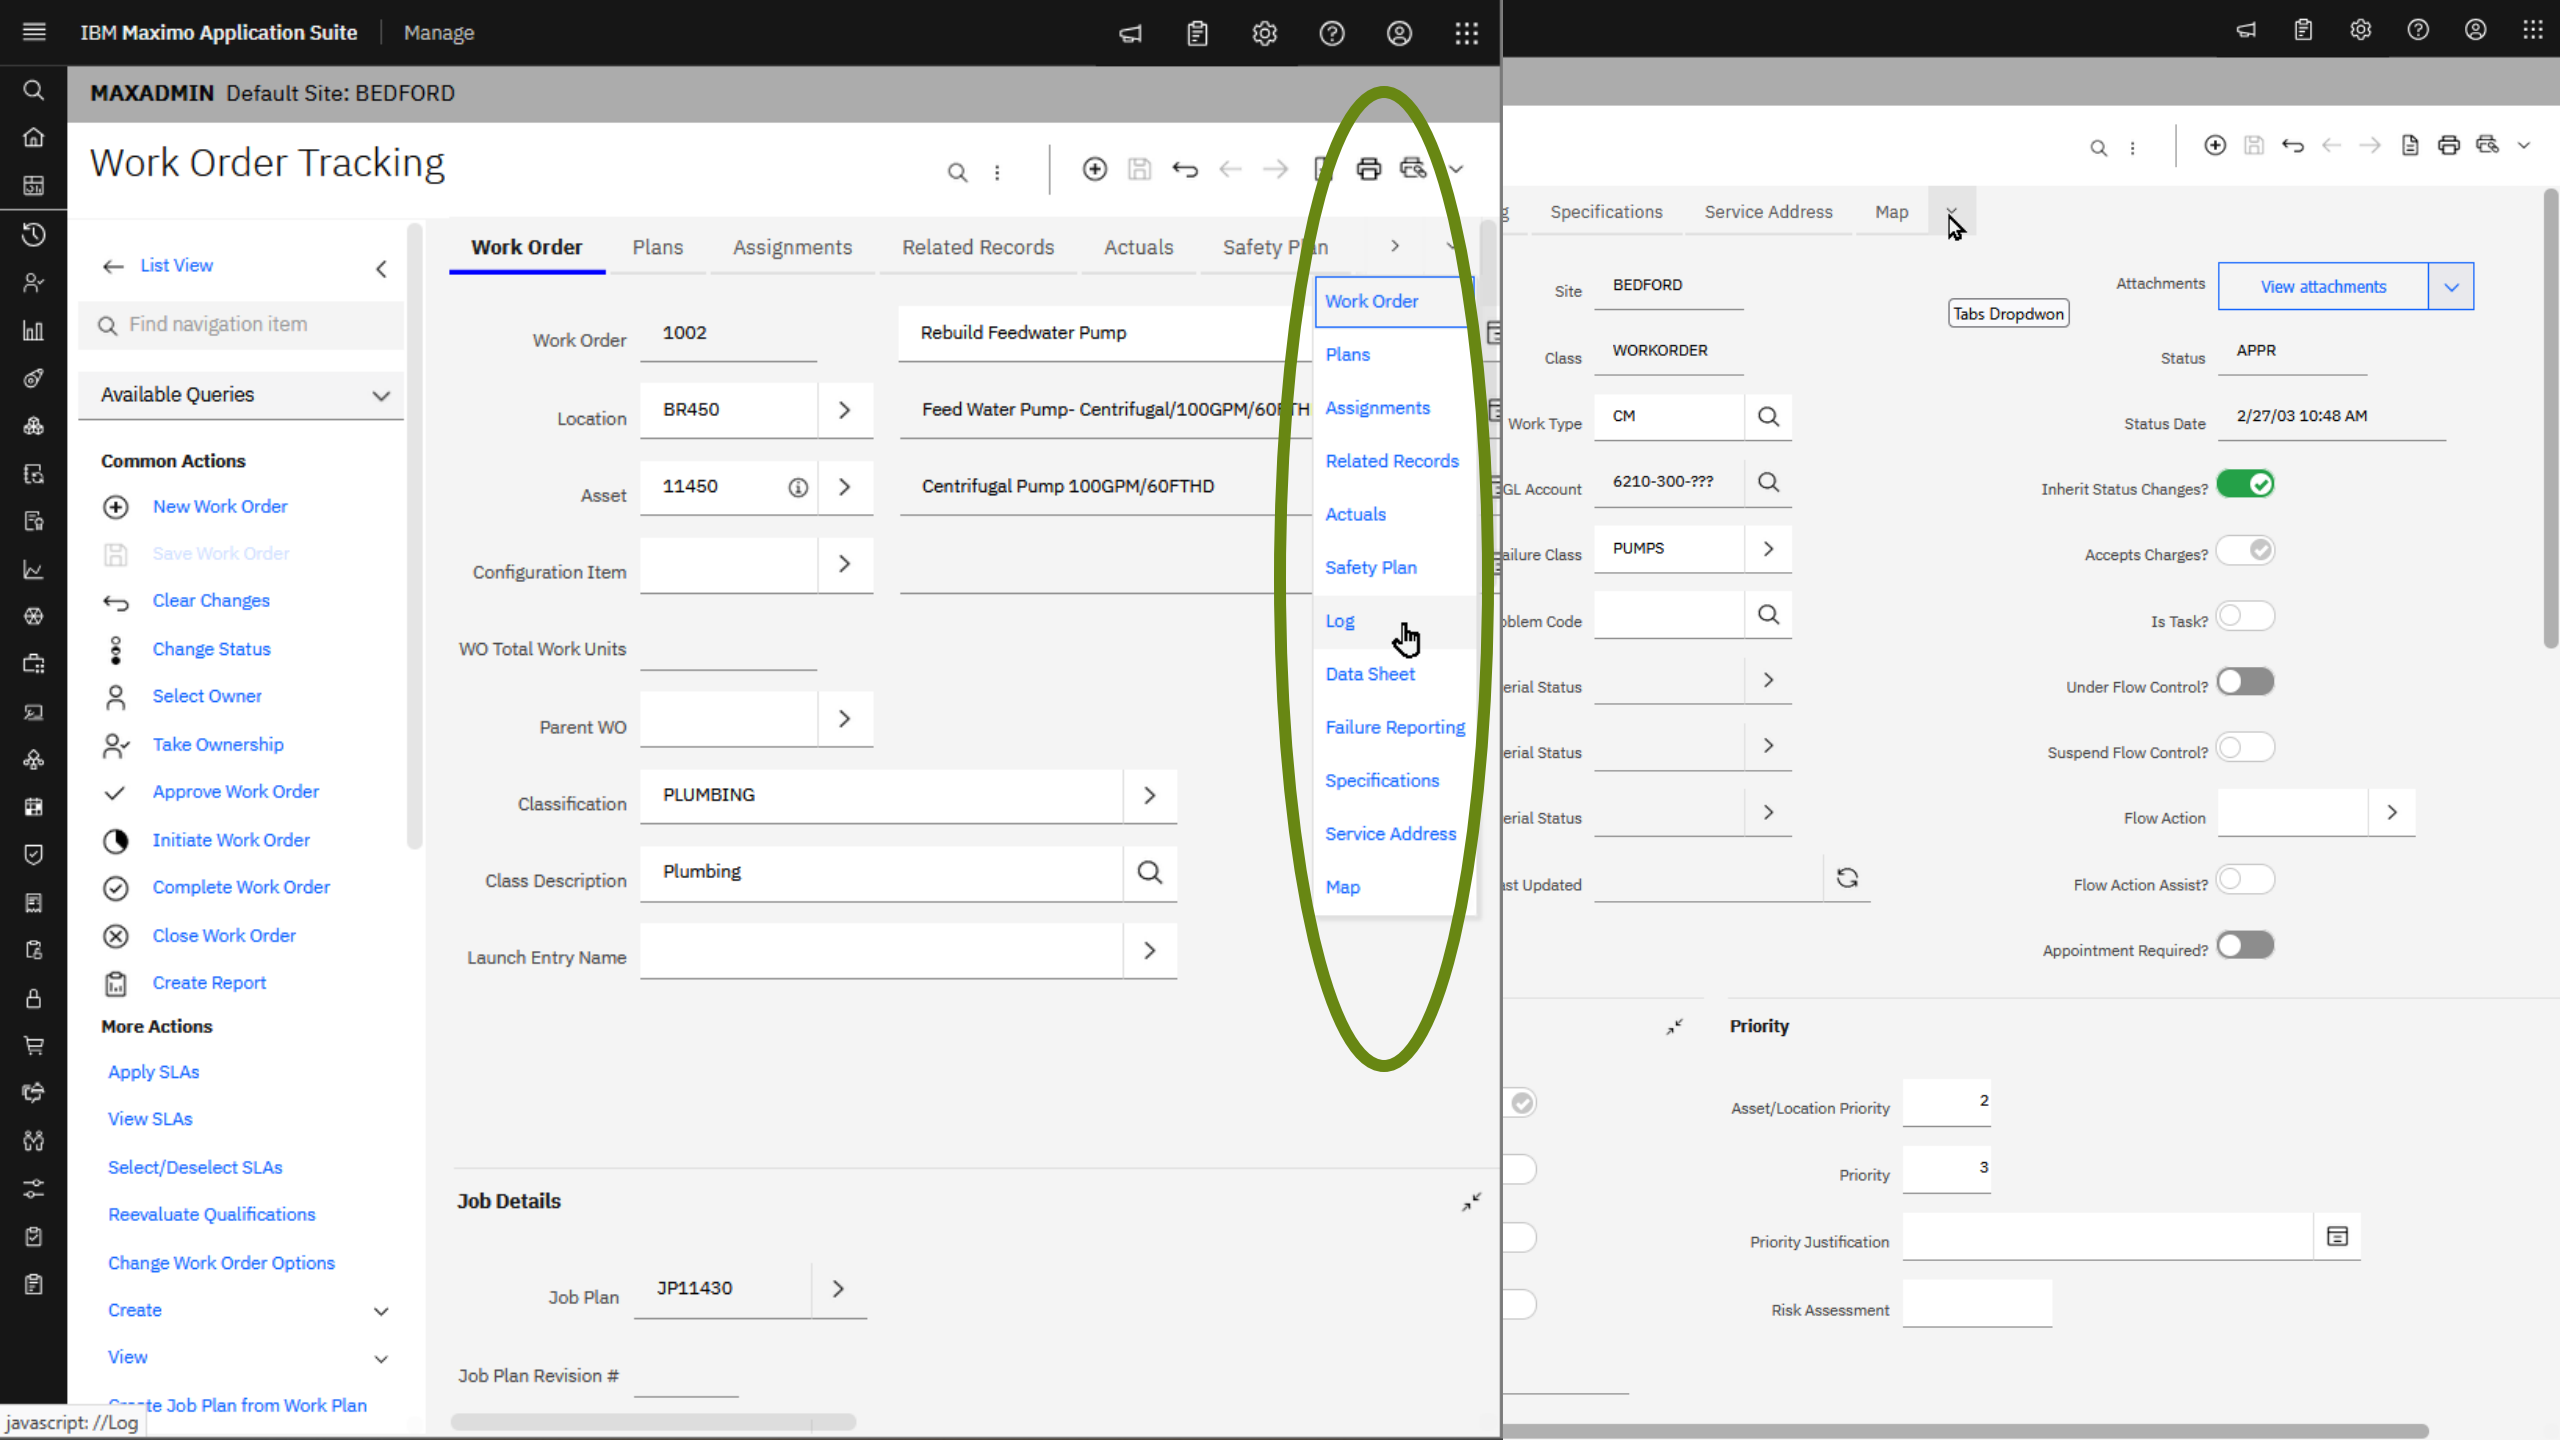 IBM Maximo Application Suite
Manage
MAXADMIN Default Site: BEDFORD
Work Order Tracking
List View
Find navigation item
Available Queries
Common Actions
New Work Order
Save Work Order
Clear Changes
Change Status
Select Owner
Take Ownership
Approve Work Order
Initiate Work Order
Complete Work Order
Close Work Order
Create Report
More Actions
Apply SLAs
View SLAs
Select/Deselect SLAs
Reevaluate Qualifications
Change Work Order Options
Create
View
Create Job Plan from Work Plan
javascript: //Log
Work Order
Plans
Assignments
Related Records
Actuals
Safety Plan
Work Order
1002
Rebuild Feedwater Pump
Location
BR450
Feed Water Pump- Centrifugal/100GPM/60FTH
Asset
11450
Centrifugal Pump 100GPM/60FTHD
Configuration Item
WO Total Work Units
Parent WO
Classification
PLUMBING
Class Description
Plumbing
Launch Entry Name
Job Details
Job Plan
JP11430
Job Plan Revision #
Work Order
Plans
Assignments
Related Records
Actuals
Safety Plan
Log
Data Sheet
Failure Reporting
Specifications
Service Address
Map
g
Specifications
Service Address
Map
Tabs Dropdwon
Site
BEDFORD
Class
WORKORDER
Work Type
CM
GL Account
6210-300-???
ailure Class
PUMPS
oblem Code
erial Status
erial Status
erial Status
ast Updated
Attachments
View attachments
Status
APPR
Status Date
2/27/03 10:48 AM
Inherit Status Changes?
Accepts Charges?
Is Task?
Under Flow Control?
Suspend Flow Control?
Flow Action
Flow Action Assist?
Appointment Required?
Priority
Asset/Location Priority
2
Priority
3
Priority Justification
Risk Assessment